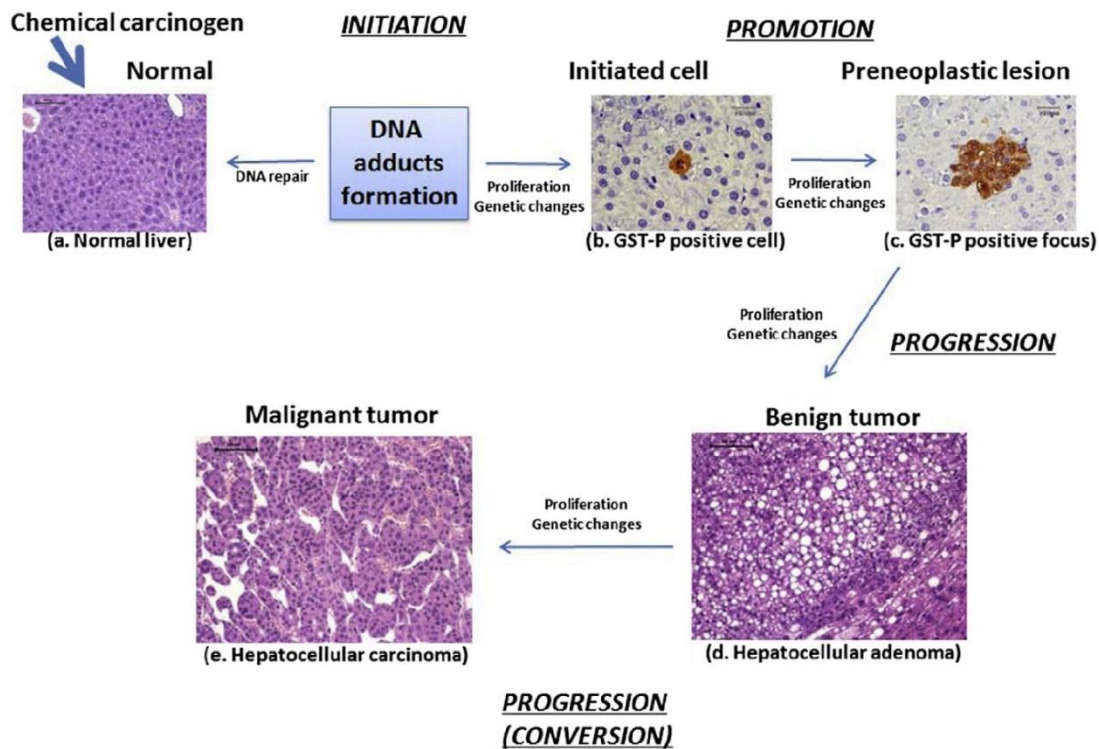 Chemical carcinogen
INITIATION
PROMOTION
Normal
Initiated cell
Preneoplastic lesion
DNA
adducts
formation
DNA repair
Proliferation
Genetic changes
Proliferation
Genetic changes
(a. Normal liver)
(b. GST-P positive cell)
(c. GST-P positive focus)
Proliferation
Genetic changes
PROGRESSION
Malignant tumor
Benign tumor
Proliferation
Genetic changes
(e. Hepatocellular carcinoma)
(d. Hepatocellular adenoma)
PROGRESSION
(CONVERSION)